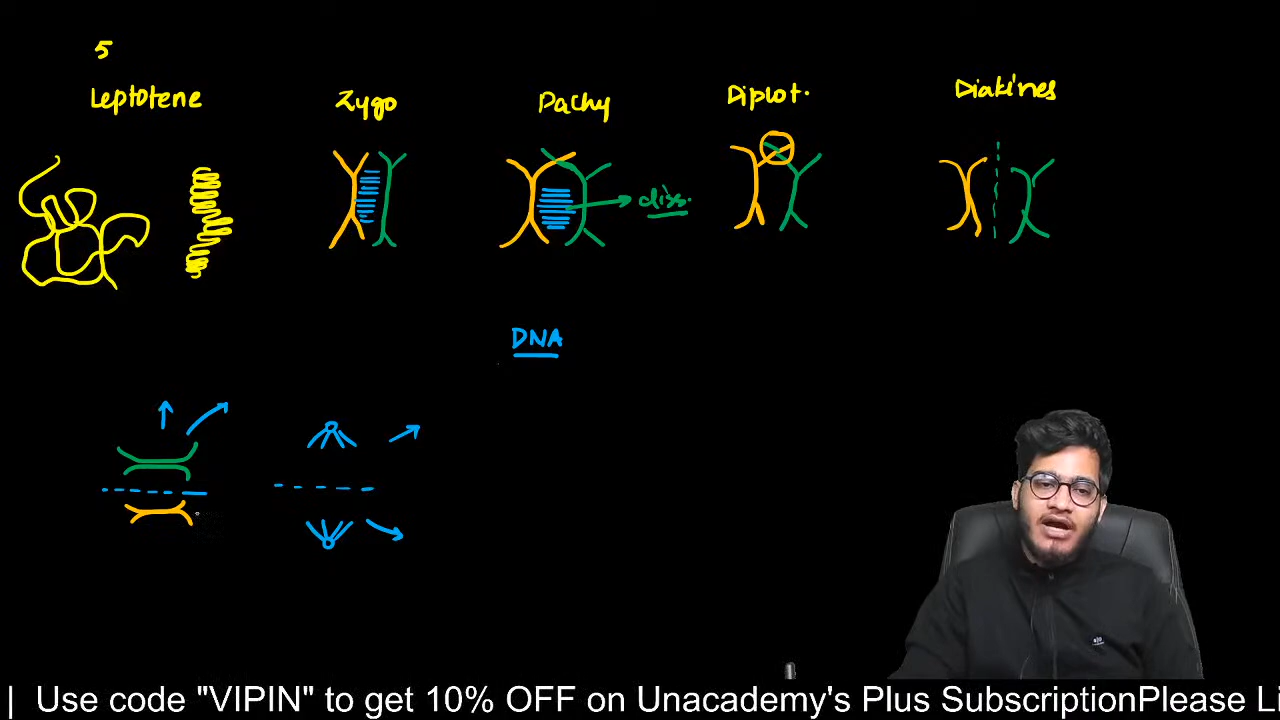 5
Leptotene Zygo Pachy Diplot. Diakines
diss.
DNA
| Use code "VIPIN" to get 10% OFF on Unacademy's Plus SubscriptionPlease Li